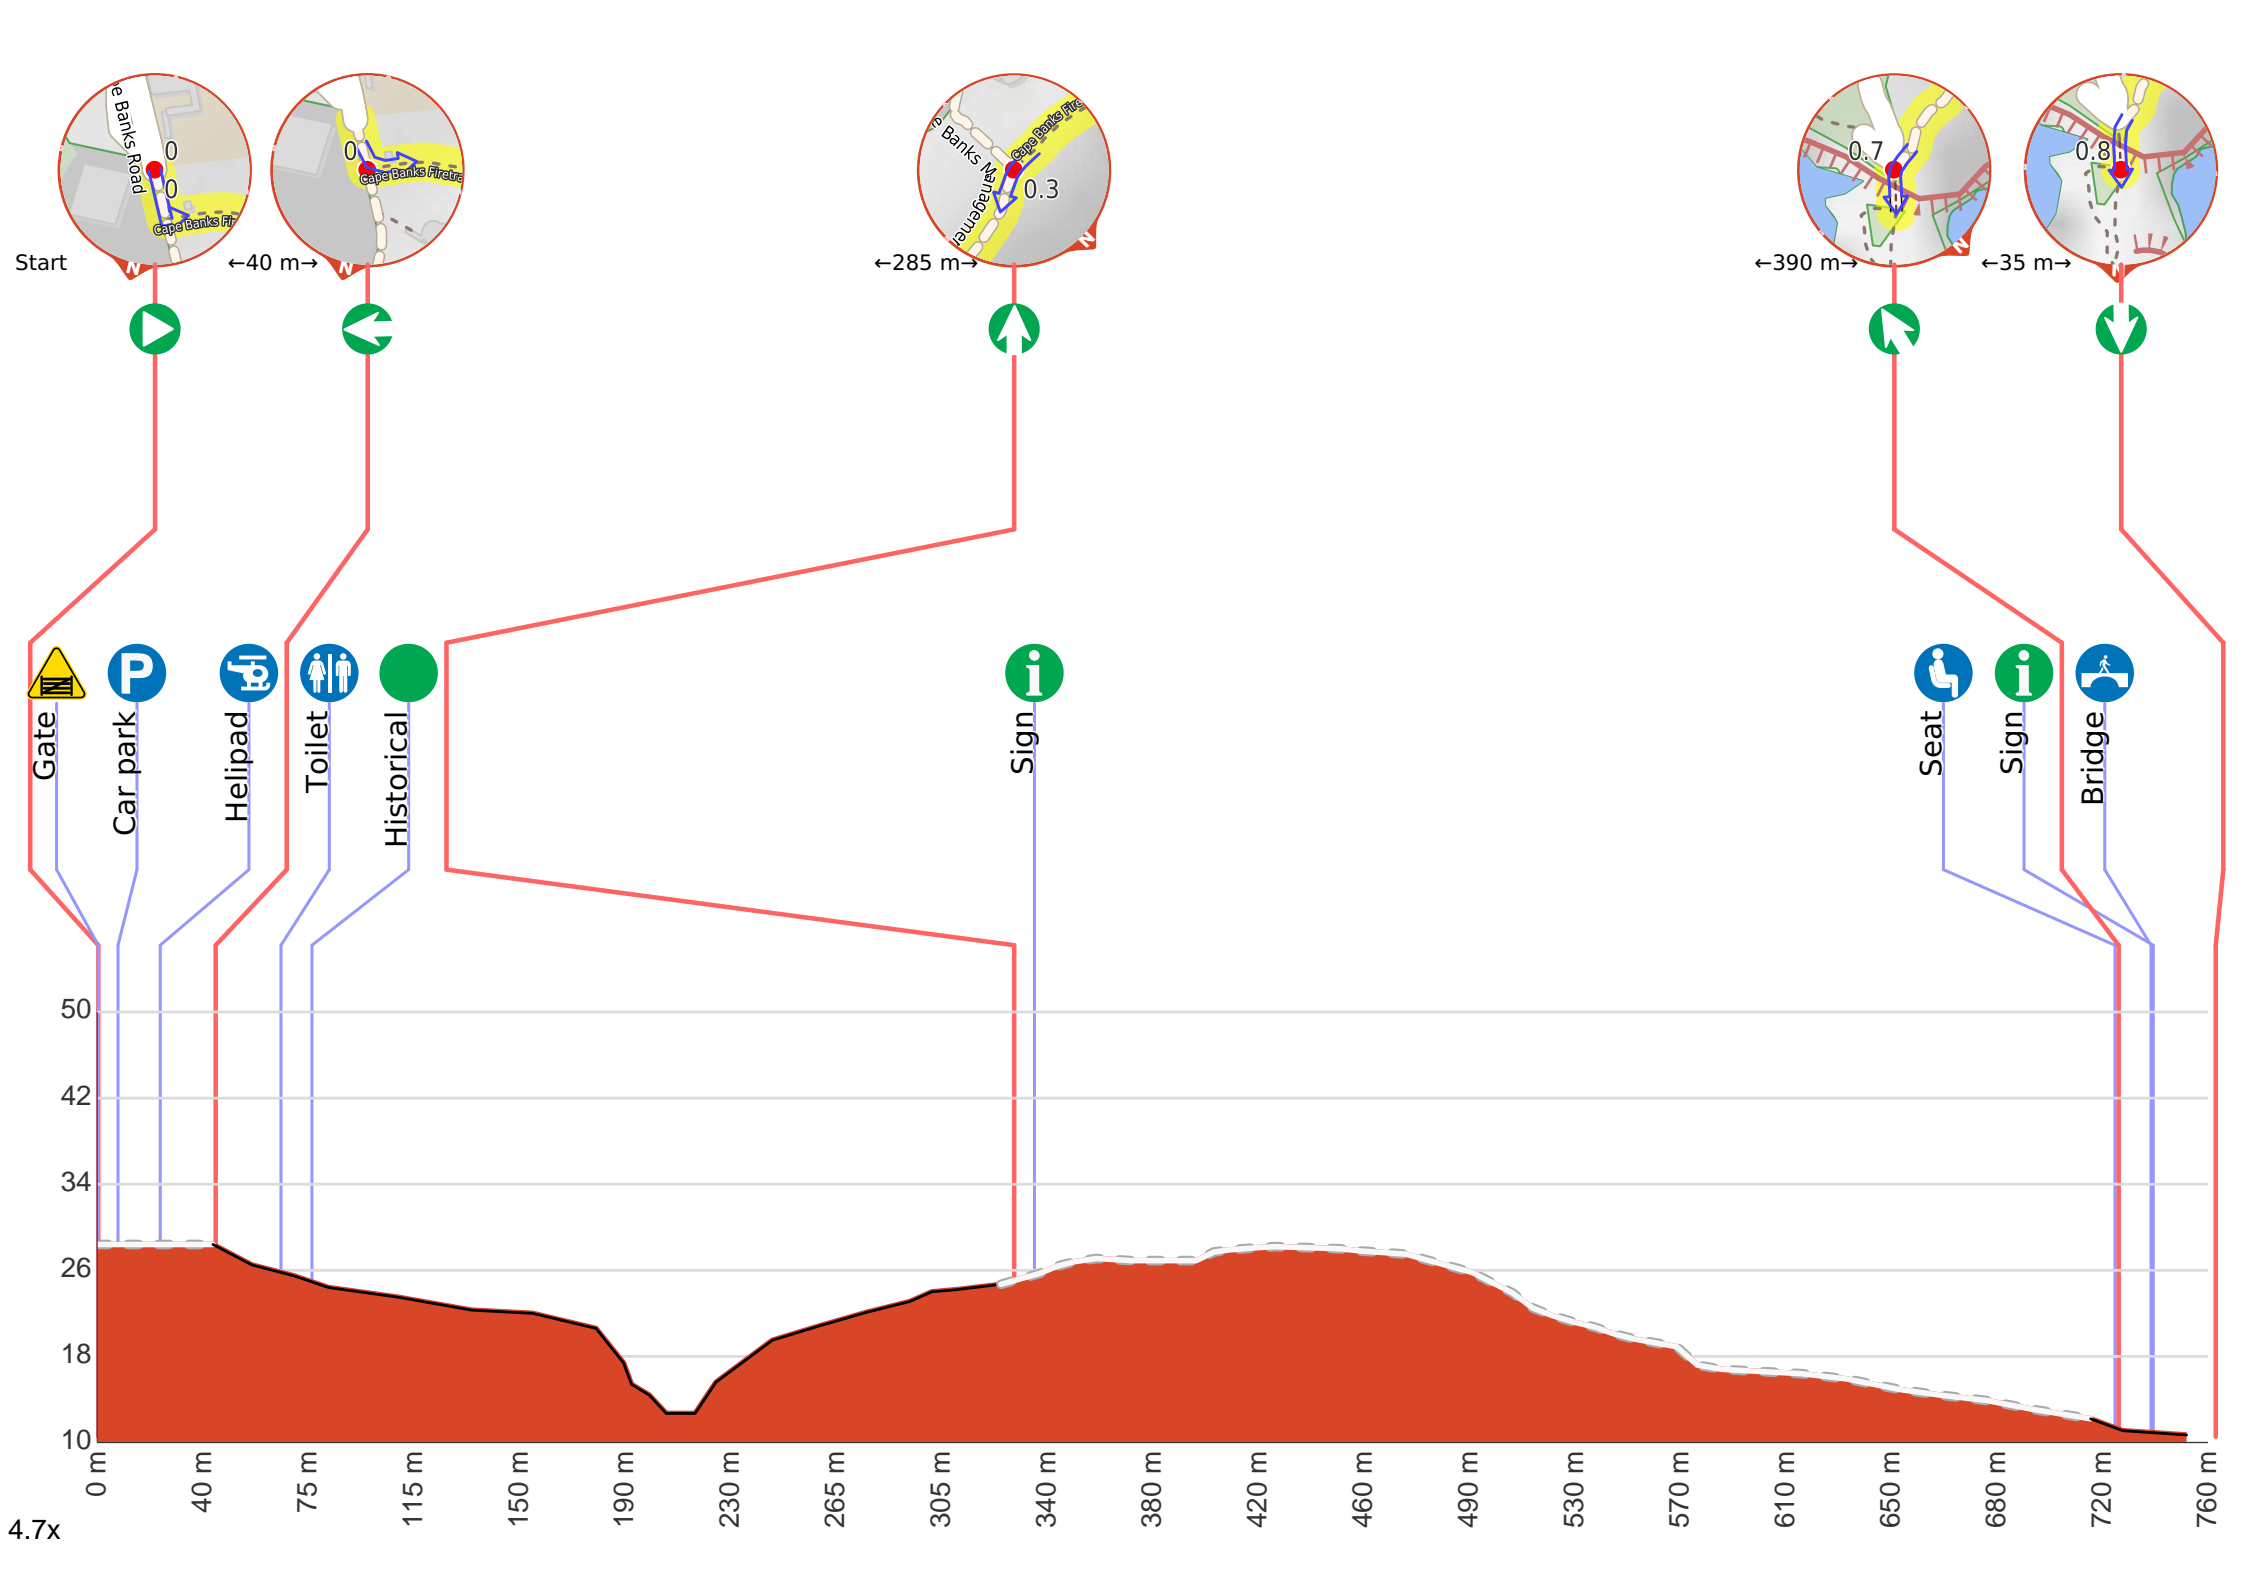 e Banks Road
0
0
Cape Banks Fi
N
Start
0
Cape Banks Firetra
N
←40 m→
Banks Managemen
Cape Banks Fire
0.3
N
←285 m→
0.7
N
←390 m→
0.8
N
←35 m→
Gate
P
Car park
Helipad
Toilet
Historical
i
Sign
Seat
i
Sign
Bridge
50
42
34
26
18
10
0 m
40 m
75 m
115 m
150 m
190 m
230 m
265 m
305 m
340 m
380 m
420 m
460 m
490 m
530 m
570 m
610 m
650 m
680 m
720 m
760 m
4.7x